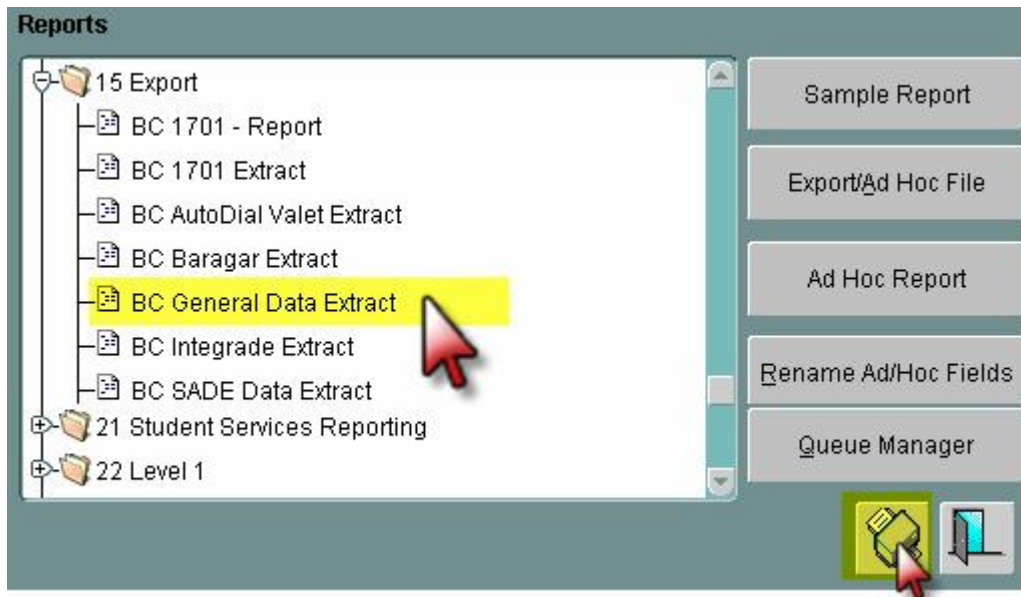 Reports
15 Export
BC 1701 - Report
BC 1701 Extract
BC AutoDial Valet Extract
BC Baragar Extract
BC General Data Extract
BC Integrade Extract
BC SADE Data Extract
21 Student Services Reporting
22 Level 1
Sample Report
Export/Ad Hoc File
Ad Hoc Report
Rename Ad/Hoc Fields
Queue Manager